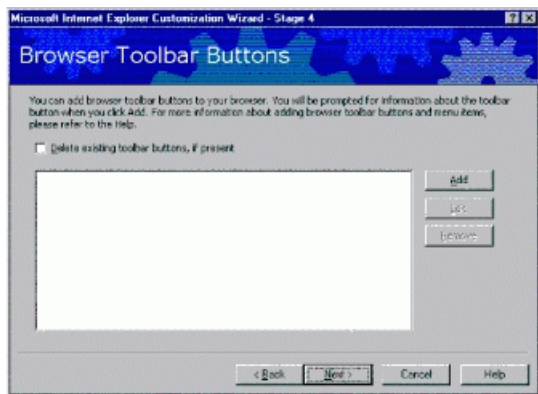 Microsoft Internet Explorer Customization Wizard - Stage 4
Browser Toolbar Buttons
You can add browser toolbar buttons to your browser. You will be prompted for information about the toolbar
button when you click Add. For more information about adding browser toolbar buttons and menu items,
please refer to the Help.
Delete existing toolbar buttons, if present
Add
Edit
Remove
< Back
Next >
Cancel
Help